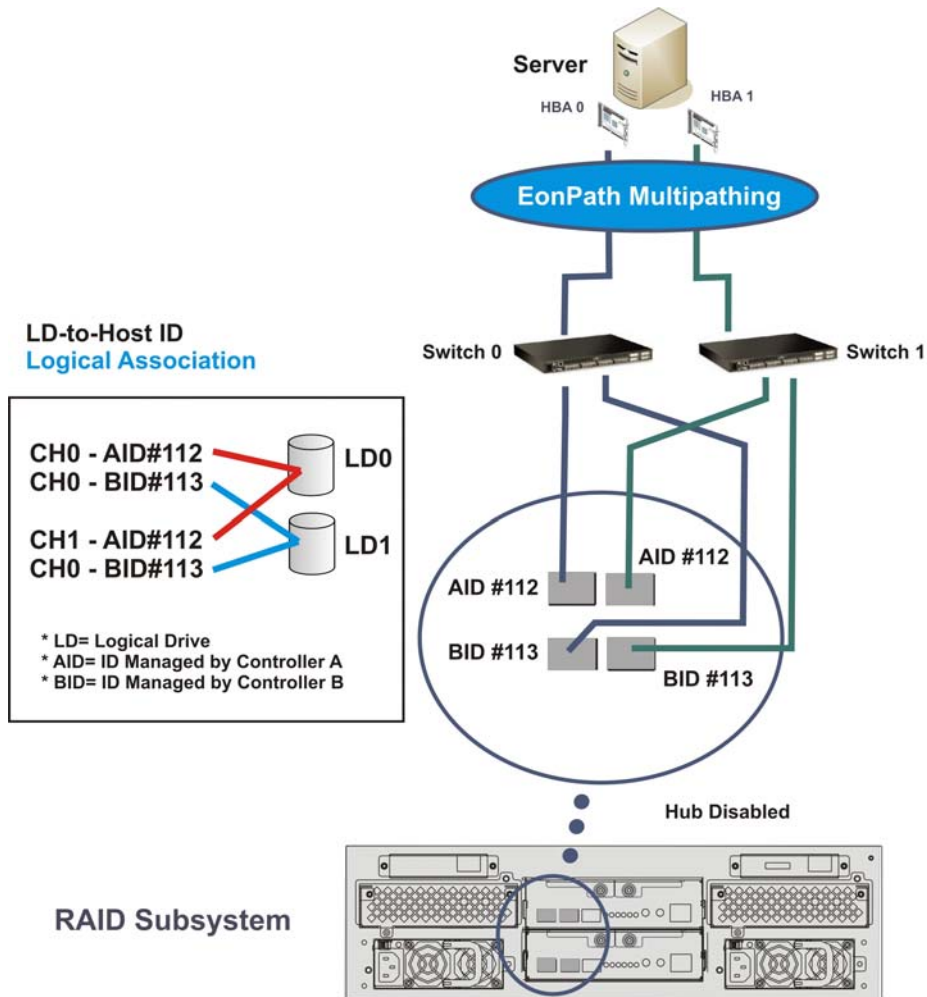 Server
HBA 0
HBA 1
EonPath Multipathing
LD-to-Host ID
Logical Association
Switch 0
Switch 1
CH0 - AID#112
CH0 - BID#113
CH1 - AID#112
CH0 - BID#113
LD0
LD1
* LD= Logical Drive
* AID= ID Managed by Controller A
* BID= ID Managed by Controller B
AID #112
AID #112
BID #113
BID #113
Hub Disabled
RAID Subsystem